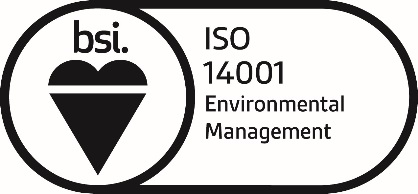 bsi.
ISO
14001
Environmental
Management